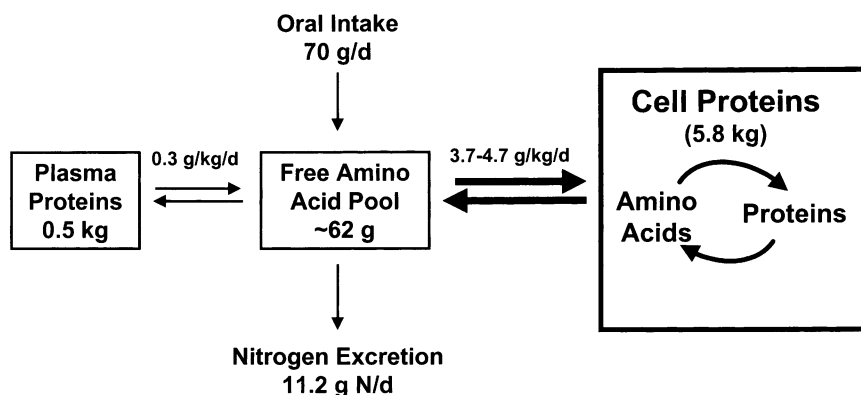 Oral Intake
70 g/d
Plasma
Proteins
0.5 kg
0.3 g/kg/d
Free Amino
Acid Pool
~62 g
3.7-4.7 g/kg/d
Cell Proteins
(5.8 kg)
Amino
Acids
Proteins
Nitrogen Excretion
11.2 g N/d